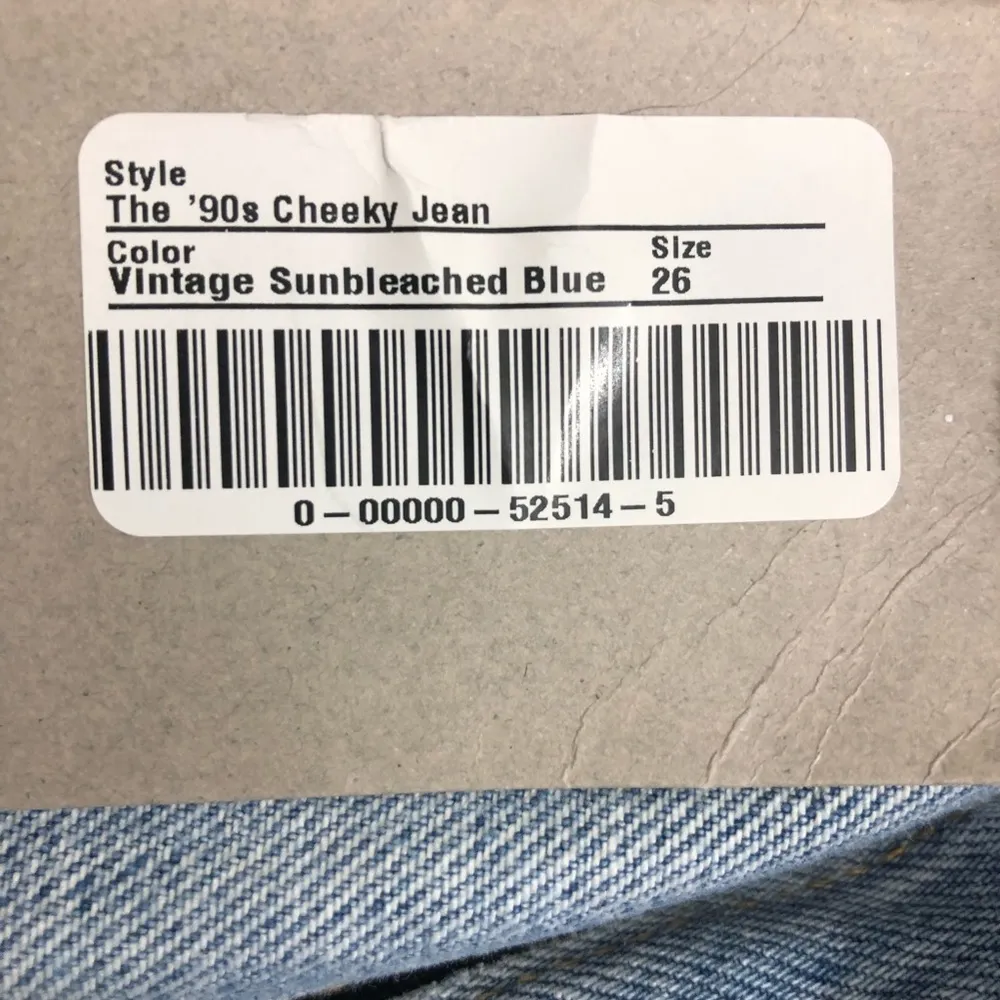 Style
The '90s Cheeky Jean
Color Size
Vintage Sunbleached Blue 26
0-00000-52514-5